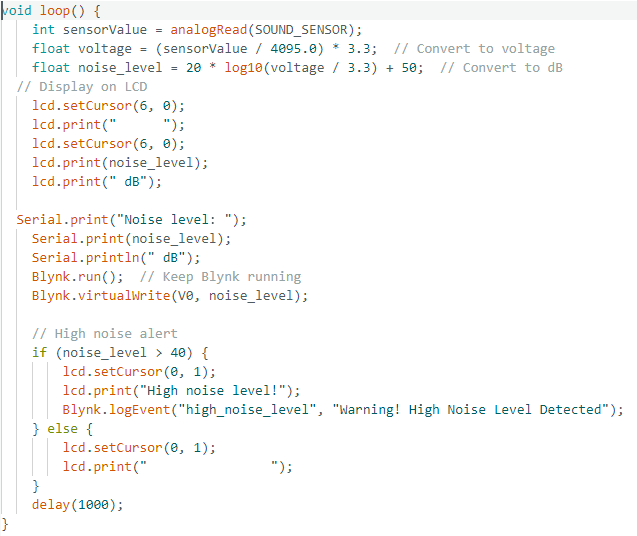 void loop() {
    int sensorValue = analogRead(SOUND_SENSOR);
    float voltage = (sensorValue / 4095.0) * 3.3;  // Convert to voltage
    float noise_level = 20 * log10(voltage / 3.3) + 50;  // Convert to dB
  // Display on LCD
    lcd.setCursor(6, 0);
    lcd.print("      ");
    lcd.setCursor(6, 0);
    lcd.print(noise_level);
    lcd.print(" dB");

  Serial.print("Noise level: ");
    Serial.print(noise_level);
    Serial.println(" dB");
    Blynk.run();  // Keep Blynk running
    Blynk.virtualWrite(V0, noise_level);

    // High noise alert
    if (noise_level > 40) {
        lcd.setCursor(0, 1);
        lcd.print("High noise level!");
        Blynk.logEvent("high_noise_level", "Warning! High Noise Level Detected");
    } else {
        lcd.setCursor(0, 1);
        lcd.print("                ");
    }
    delay(1000);
}